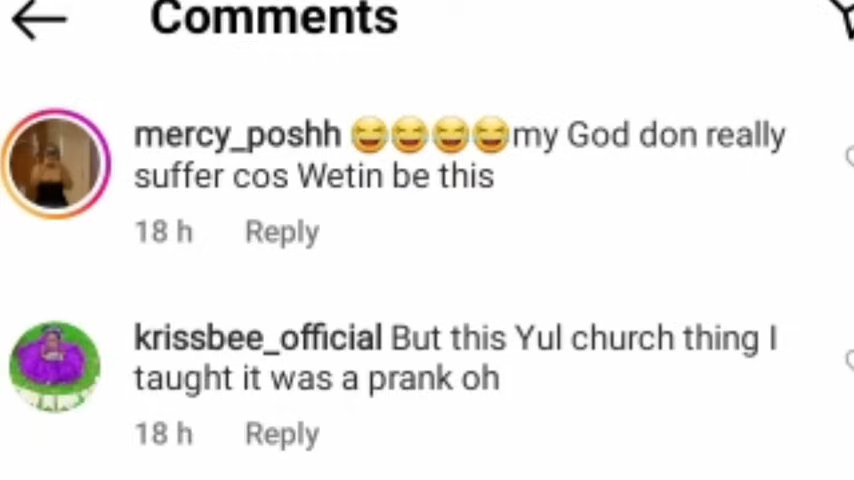 Comments
mercy_poshh 😂😂😂😂my God don really
suffer cos Wetin be this
18 h Reply
krissbee_official But this Yul church thing I
taught it was a prank oh
18 h Reply